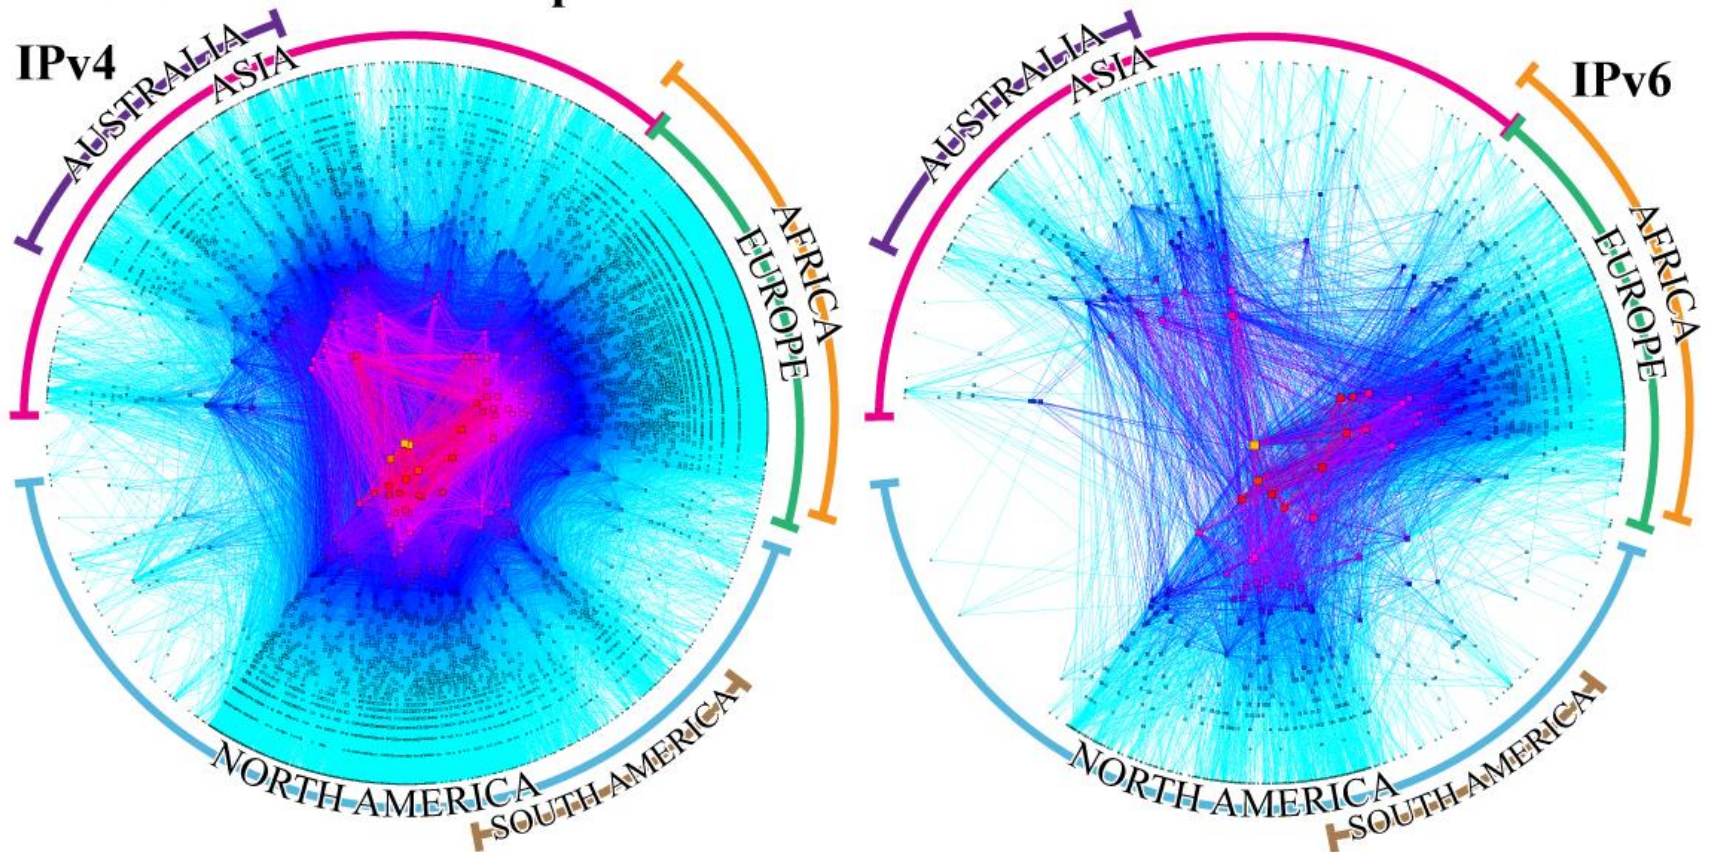 IPv4
AUSTRALIA
ASIA
AFRICA
EUROPE
NORTH AMERICA
SOUTH AMERICA
IPv6
AUSTRALIA
ASIA
AFRICA
EUROPE
NORTH AMERICA
SOUTH AMERICA